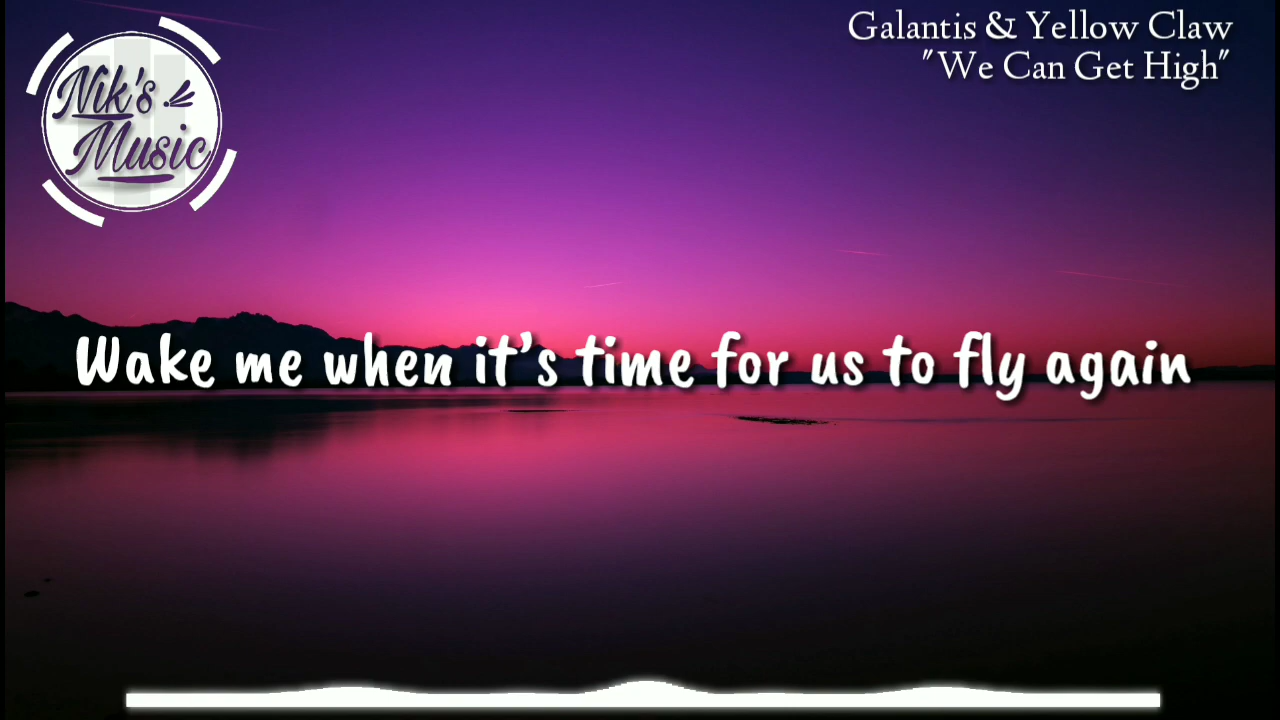 Nik's
Music
Galantis & Yellow Claw
"We Can Get High"
Wake me when it's time for us to fly again